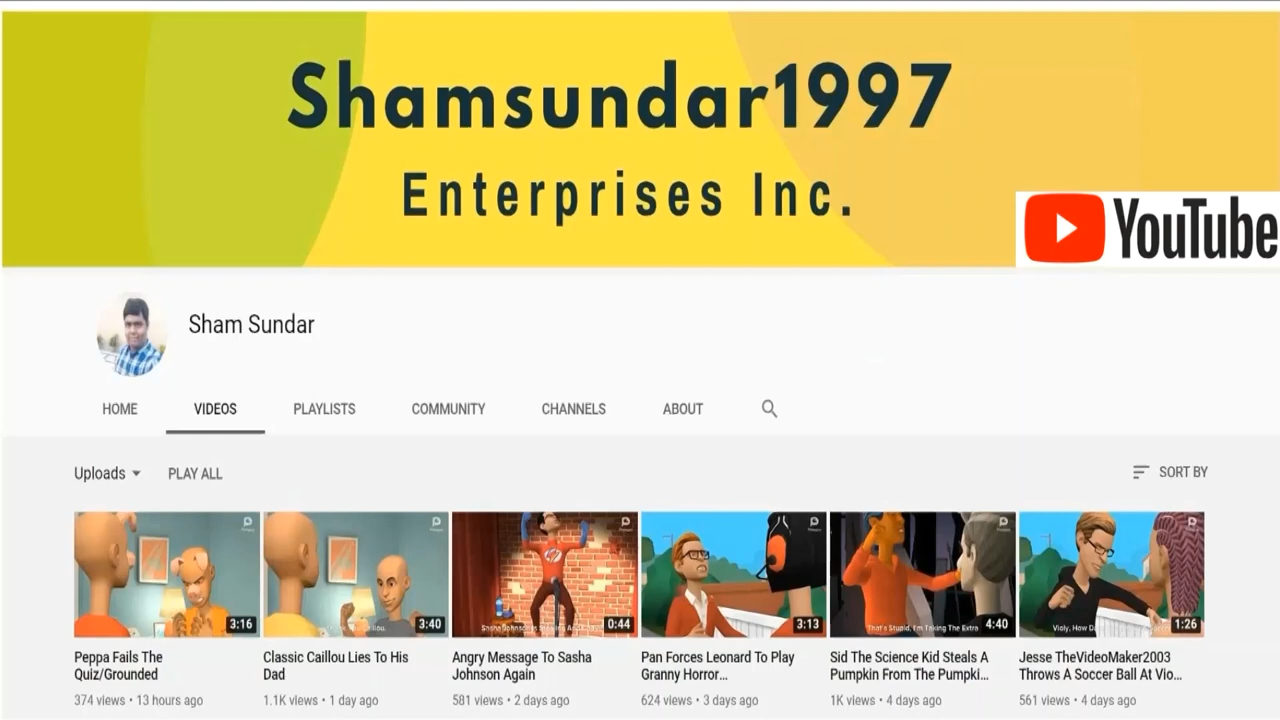 Shamsundar1997
Enterprises Inc.
YouTube
Sham Sundar
HOME VIDEOS PLAYLISTS COMMUNITY CHANNELS ABOUT
Uploads PLAY ALL SORT BY
3:16 3:40 0:44 3:13 4:40 1:26
That's Stupid, I'm Taking The Extra
Peppa Fails The
Quiz/Grounded
374 views • 13 hours ago
Classic Caillou Lies To His
Dad
1.1K views • 1 day ago
Angry Message To Sasha
Johnson Again
581 views • 2 days ago
Pan Forces Leonard To Play
Granny Horror...
624 views • 3 days ago
Sid The Science Kid Steals A
Pumpkin From The Pumpki...
1K views • 4 days ago
Jesse TheVideoMaker2003
Throws A Soccer Ball At Vio...
561 views • 4 days ago